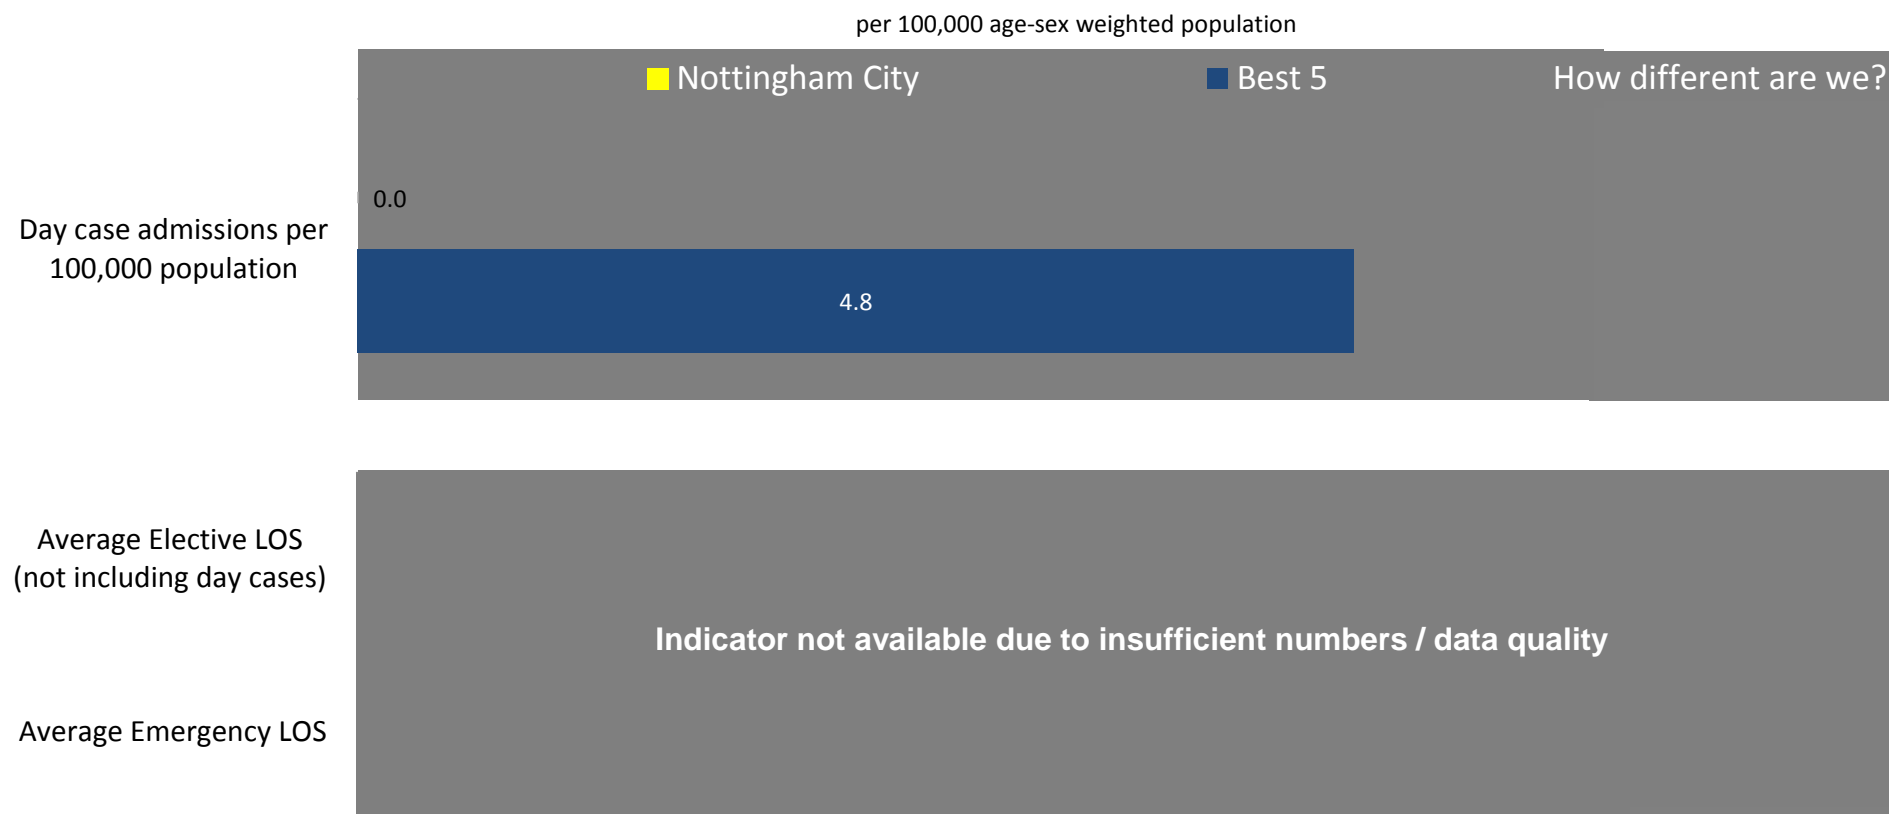 per 100,000 age-sex weighted population
Nottingham City Best 5 How different are we?
0.0
Day case admissions per
100,000 population
4.8
Average Elective LOS
(not including day cases)
Indicator not available due to insufficient numbers / data quality
Average Emergency LOS